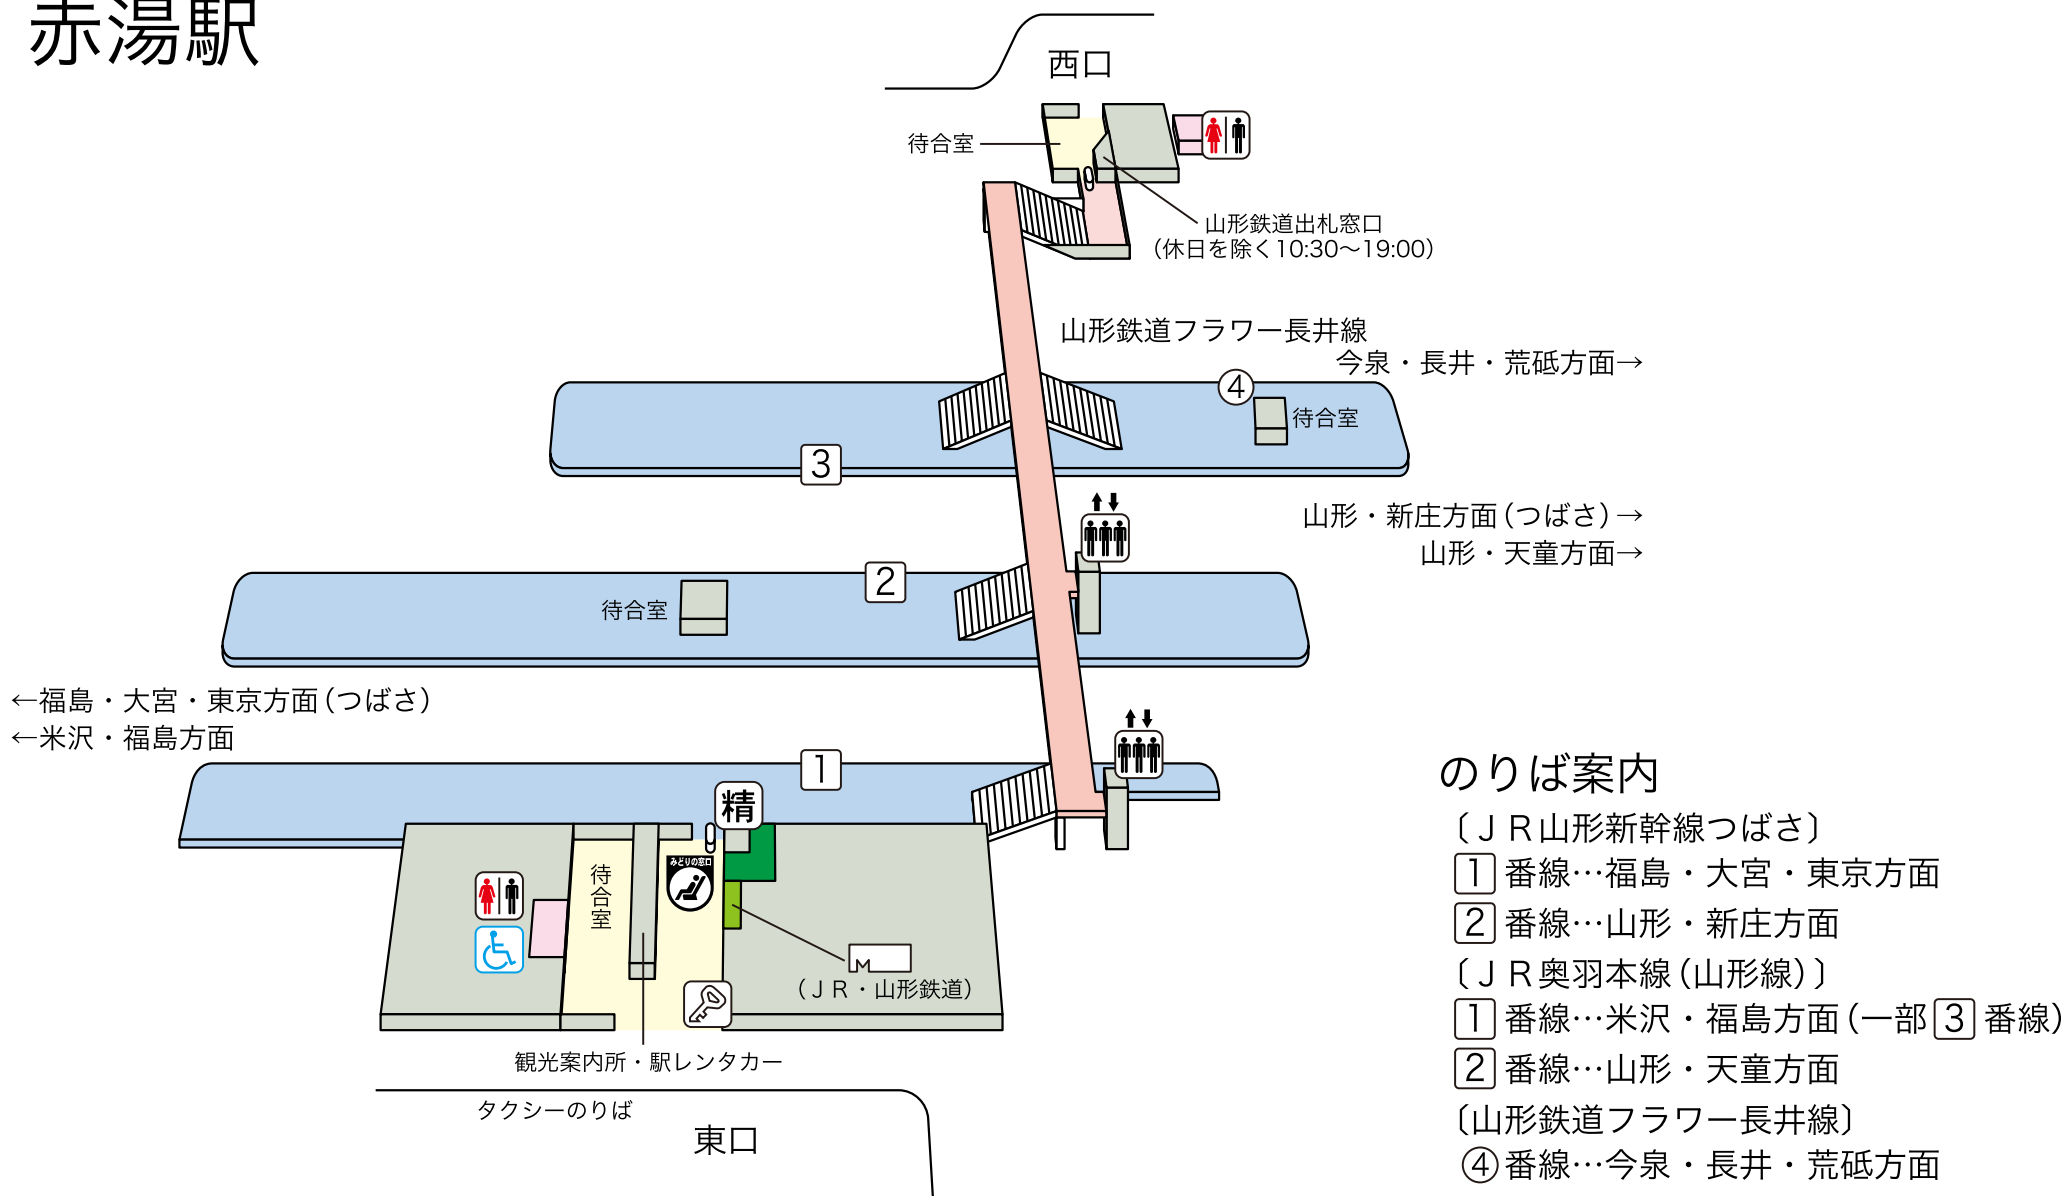 赤湯駅
西口
待合室
山形鉄道出札窓口
（休日を除く10:30〜19:00）
山形鉄道フラワー長井線
今泉・長井・荒砥方面→
4
待合室
3
山形・新庄方面（つばさ）→
山形・天童方面→
2
待合室
←福島・大宮・東京方面（つばさ）
←米沢・福島方面
1
精
みどりの窓口
待合室
（ＪＲ・山形鉄道）
観光案内所・駅レンタカー
タクシーのりば
東口
のりば案内
〔ＪＲ山形新幹線つばさ〕
1 番線…福島・大宮・東京方面
2 番線…山形・新庄方面
〔ＪＲ奥羽本線（山形線）〕
1 番線…米沢・福島方面（一部 3 番線）
2 番線…山形・天童方面
〔山形鉄道フラワー長井線〕
④番線…今泉・長井・荒砥方面